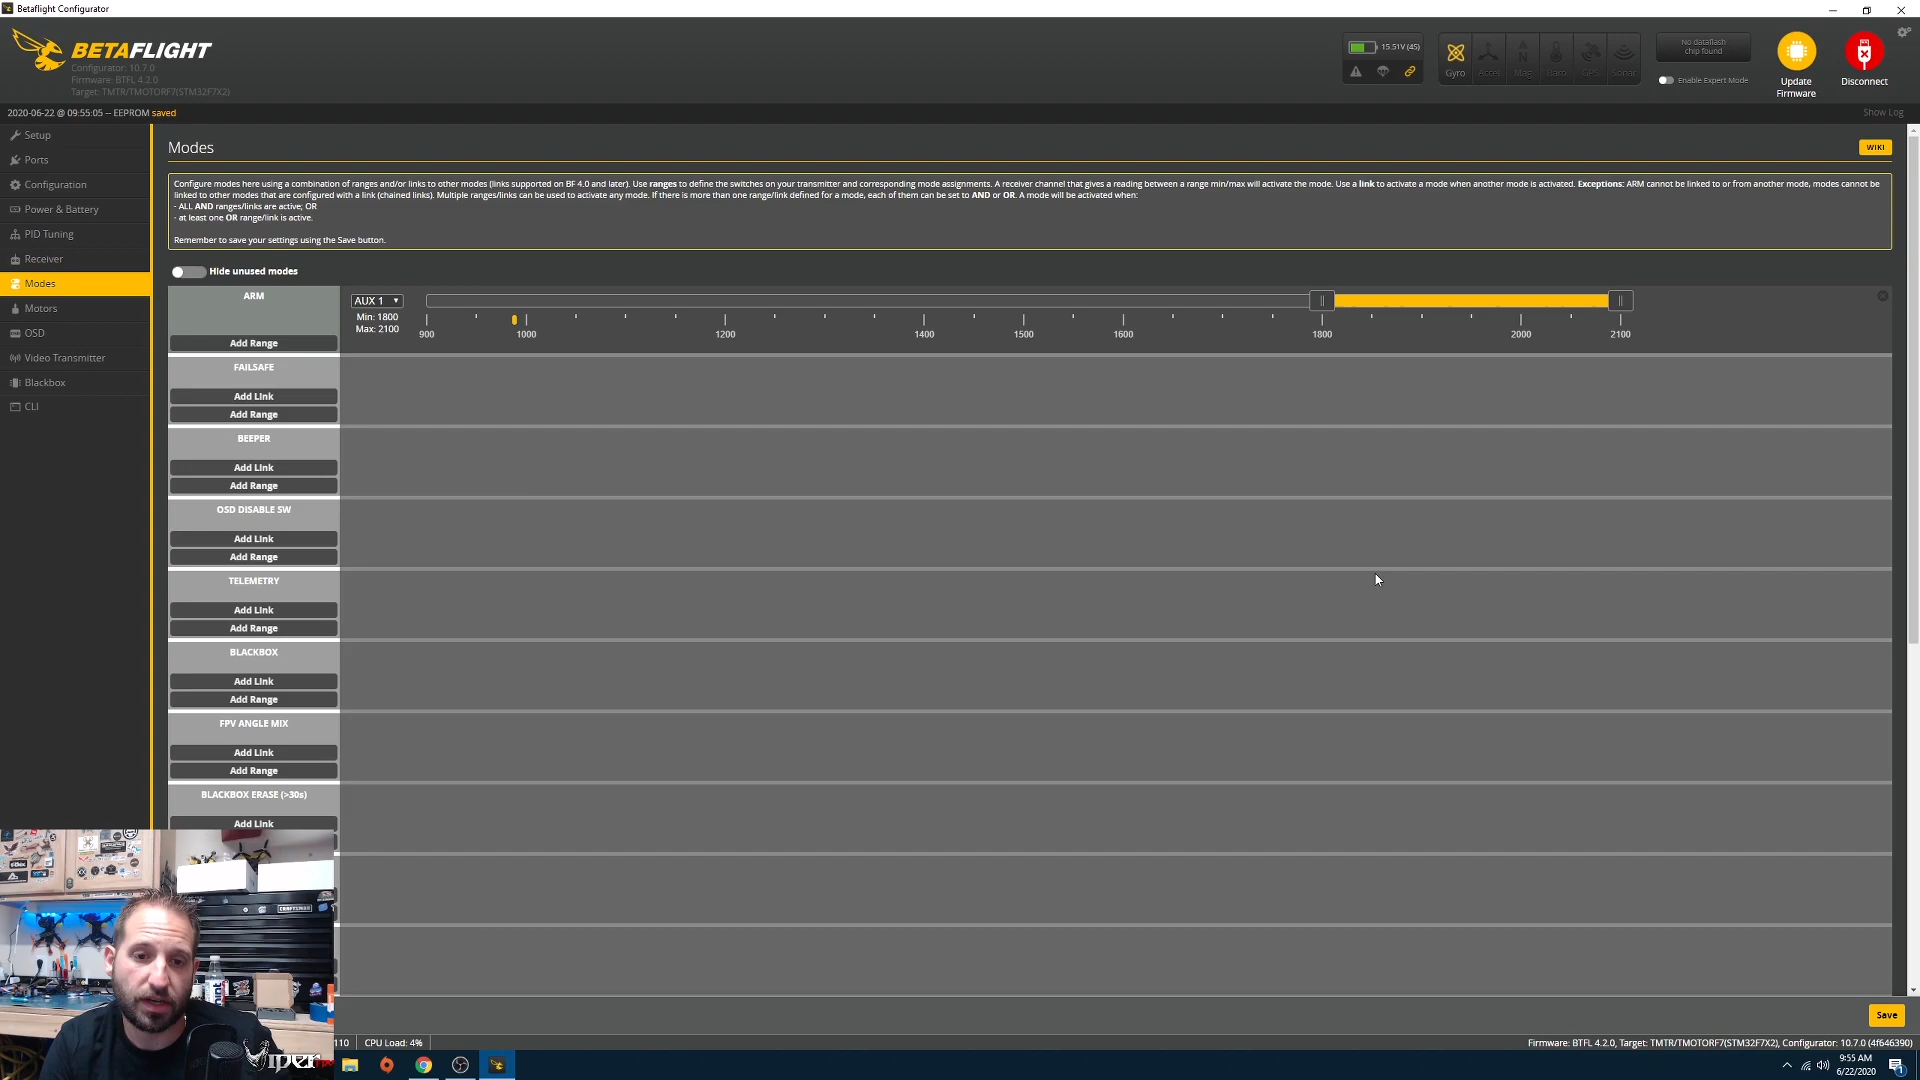 Betaflight Configurator
BETAFLIGHT
Configurator: 10.7.0
Firmware: BTFL 4.2.0
Target: TMTR/TMOTORF7(STM32F7X2)
15.51V (4S)
Gyro
Accel
Mag
Baro
GPS
Sonar
No dataflash
chip found
Enable Expert Mode
Update
Firmware
Disconnect
2020-06-22 @ 09:55:05 -- EEPROM saved
Show Log
Setup
Ports
Configuration
Power & Battery
PID Tuning
Receiver
Modes
Motors
OSD
Video Transmitter
Blackbox
CLI
Modes
WIKI
Configure modes here using a combination of ranges and/or links to other modes (links supported on BF 4.0 and later). Use ranges to define the switches on your transmitter and corresponding mode assignments. A receiver channel that gives a reading between a range min/max will activate the mode. Use a link to activate a mode when another mode is activated. Exceptions: ARM cannot be linked to or from another mode, modes cannot be
linked to other modes that are configured with a link (chained links). Multiple ranges/links can be used to activate any mode. If there is more than one range/link defined for a mode, each of them can be set to AND or OR. A mode will be activated when:
- ALL AND ranges/links are active; OR
- at least one OR range/link is active.
Remember to save your settings using the Save button.
Hide unused modes
ARM
Add Range
AUX 1
Min: 1800
Max: 2100
900 1000 1200 1400 1500 1600 1800 2000 2100
FAILSAFE
Add Link
Add Range
BEEPER
Add Link
Add Range
OSD DISABLE SW
Add Link
Add Range
TELEMETRY
Add Link
Add Range
BLACKBOX
Add Link
Add Range
FPV ANGLE MIX
Add Link
Add Range
BLACKBOX ERASE (>30s)
Add Link
CRAFTSMAN
Viper
Save
110
CPU Load: 4%
Firmware: BTFL 4.2.0, Target: TMTR/TMOTORF7(STM32F7X2), Configurator: 10.7.0 (4f646390)
9:55 AM
6/22/2020
1